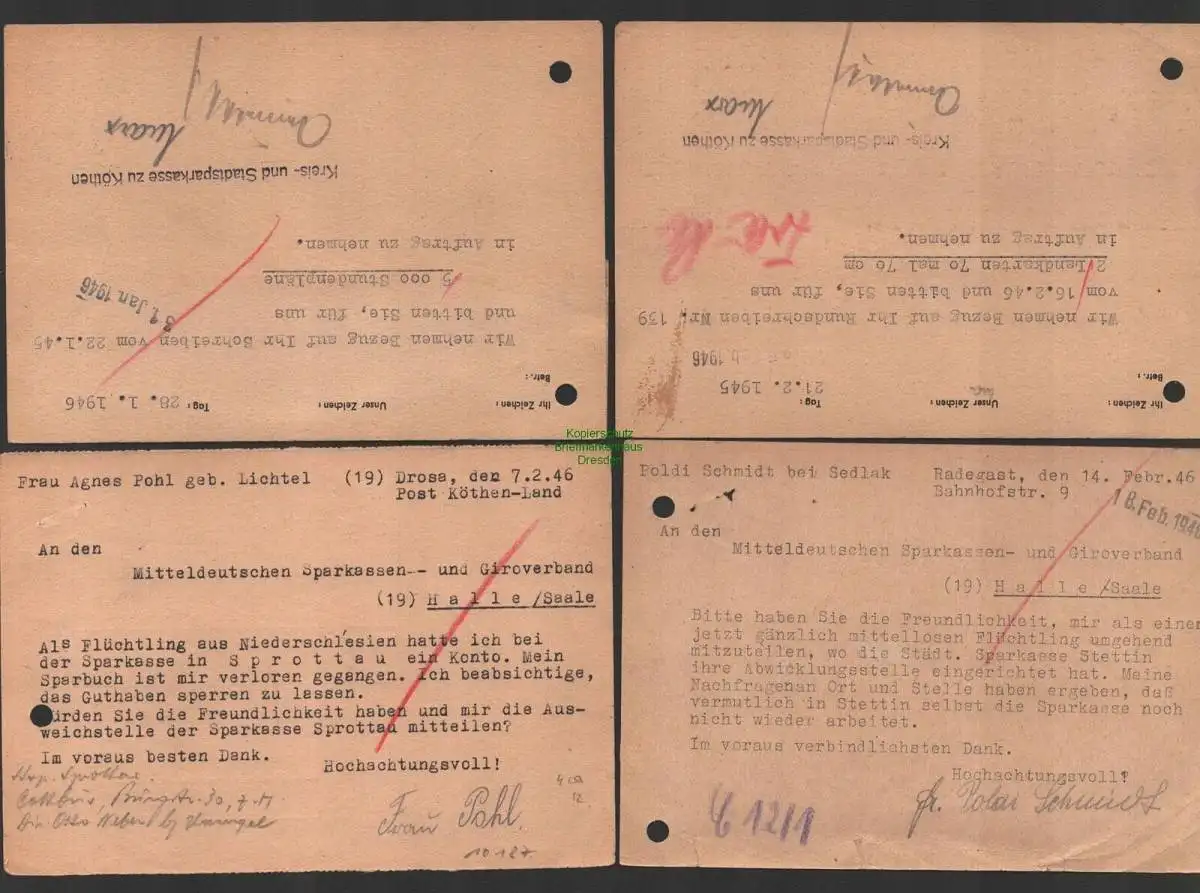 Ihr Zeichen: Unser Zeichen: Tag: 28. 1. 1946
Betr.:
Wir nehmen Bezug auf Ihr Schreiben vom 22.1.45
und bitten Sie, für uns
31. Jan 1946
5 000 Stundenpläne
in Auftrag zu nehmen.
Kreis- und Stadtsparkasse zu Köthen
Ihr Zeichen: Unser Zeichen: Tag: 21.2. 1945
Betr.:
1946
Wir nehmen Bezug auf Ihr Rundschreiben Nr. 139
vom 16.2.46 und bitten Sie, für uns
2 Landkarten 70 mal 70 cm
in Auftrag zu nehmen.
Kreis- und Stadtsparkasse zu Köthen
Kopierschutz
Briefmarkenhaus
Dresden
Frau Agnes Pohl geb. Lichtel (19) Drosa, den 7.2.46
Post Köthen-Land
An den
Mitteldeutschen Sparkassen-- und Giroverband
(19) H a l l e /Saale
Als Flüchtling aus Niederschlesien hatte ich bei
der Sparkasse in S p r o t t a u ein Konto. Mein
Sparbuch ist mir verloren gegangen. Ich beabsichtige,
das Guthaben sperren zu lassen.
ürden Sie die Freundlichkeit haben und mir die Aus-
weichstelle der Sparkasse Sprottau mitteilen?
Im voraus besten Dank.
Hochachtungsvoll!
Frau Pahl
10 187
Poldi Schmidt bei Sedlak Radegast, den 14. Febr.46
Bahnhofstr. 9
18. Feb. 1946
An den
Mitteldeutschen Sparkassen- und Giroverband
(19) H a l l e /Saale
Bitte haben Sie die Freundlichkeit, mir als einen
jetzt gänzlich mittellosen Flüchtling umgehend
mitzuteilen, wo die Städt. Sparkasse Stettin
ihre Abwicklungsstelle eingerichtet hat. Meine
Nachfragenan Ort und Stelle haben ergeben, daß
vermutlich in Stettin selbst die Sparkasse noch
nicht wieder arbeitet.
Im voraus verbindlichsten Dank.
Hochachtungsvoll!
fr. Poldi Schmidt